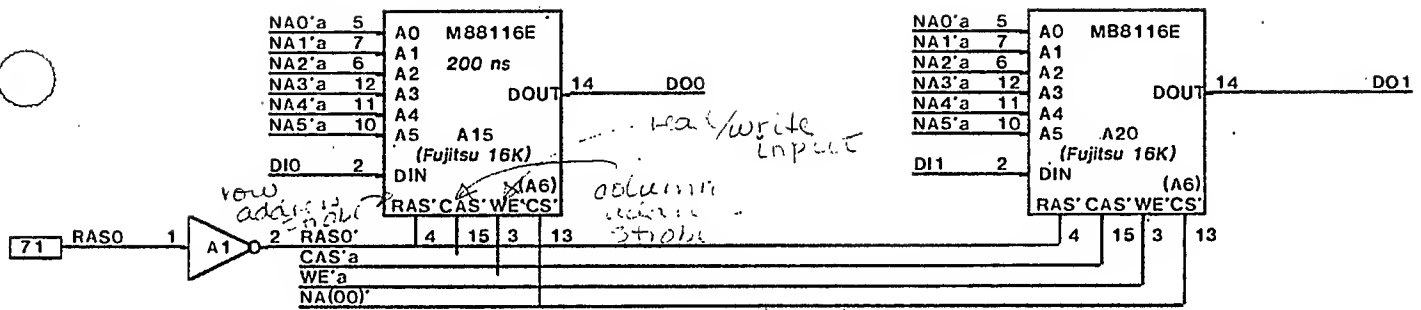 NA0'a 5
NA1'a 7
NA2'a 6
NA3'a 12
NA4'a 11
NA5'a 10
DI0 2
A0 M88116E
A1
A2 200 ns
A3
A4 DOUT
A5 A15
(Fujitsu 16K)
DIN
(A6)
RAS' CAS' WE' CS'
14 DO0
read/write
input
row
address
strobe
column
strobe
71 RAS0 1 A1 2 RAS0' 4 15 3 13
CAS'a
WE'a
NA(00)'
NA0'a 5
NA1'a 7
NA2'a 6
NA3'a 12
NA4'a 11
NA5'a 10
DI1 2
A0 MB8116E
A1
A2
A3
A4 DOUT
A5 A20
(Fujitsu 16K)
DIN
(A6)
RAS' CAS' WE' CS'
14 DO1
4 15 3 13